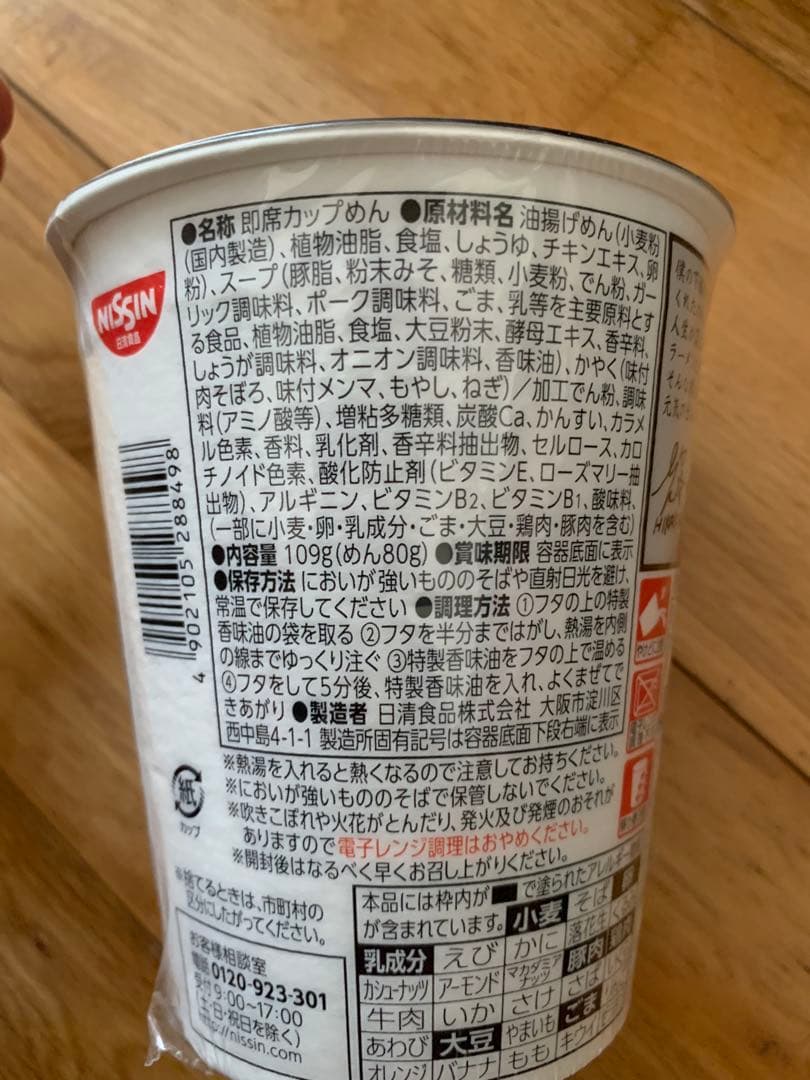 ●名称 即席カップめん ●原材料名 油揚げめん(小麦粉
(国内製造)、植物油脂、食塩、しょうゆ、チキンエキス、卵
粉)、スープ(豚脂、粉末みそ、糖類、小麦粉、でん粉、ガー
リック調味料、ポーク調味料、ごま、乳等を主要原料とす
る食品、植物油脂、食塩、大豆粉末、酵母エキス、香辛料、
しょうが調味料、オニオン調味料、香味油)、かやく(味付
肉そぼろ、味付メンマ、もやし、ねぎ)/加工でん粉、調味
料(アミノ酸等)、増粘多糖類、炭酸Ca、かんすい、カラメ
ル色素、香料、乳化剤、香辛料抽出物、セルロース、カロ
チノイド色素、酸化防止剤(ビタミンE、ローズマリー抽
出物)、アルギニン、ビタミンB2、ビタミンB1、酸味料、
(一部に小麦・卵・乳成分・ごま・大豆・鶏肉・豚肉を含む)
●内容量 109g(めん80g) ●賞味期限 容器底面に表示
●保存方法 においが強いもののそばや直射日光を避け、
常温で保存してください ●調理方法 ①フタの上の特製
香味油の袋を取る ②フタを半分まではがし、熱湯を内側
の線までゆっくり注ぐ ③特製香味油をフタの上で温める
④フタをして5分後、特製香味油を入れ、よくまぜてで
きあがり ●製造者 日清食品株式会社 大阪市淀川区
西中島4-1-1 製造所固有記号は容器底面下段右端に表示
※熱湯を入れると熱くなるので注意してお持ちください。
※においが強いもののそばで保管しないでください。
※吹きこぼれや火花がとんだり、発火及び発煙のおそれが
ありますので電子レンジ調理はおやめください。
※開封後はなるべく早くお召し上がりください。
NISSIN
日清食品
4 902105 288498
紙
カップ
※捨てるときは、市町村の
区分にしたがってください。
お客様相談室
電話0120-923-301
受付9:00~17:00
(土・日・祝日を除く)
http://nissin.com
本品には枠内が■で塗られたアレルギー
が含まれています。 小麦 そば
乳成分 えび かに 落花生
カシューナッツ アーモンド マカダミアナッツ 豚肉
牛肉 いか さけ さば
あわび 大豆 やまいも ごま
オレンジ バナナ もも キウイ